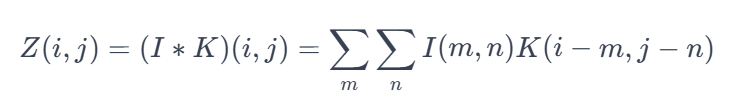 Z(i, j) = (I ∗ K)(i, j) = ∑_m ∑_n I(m, n)K(i − m, j − n)